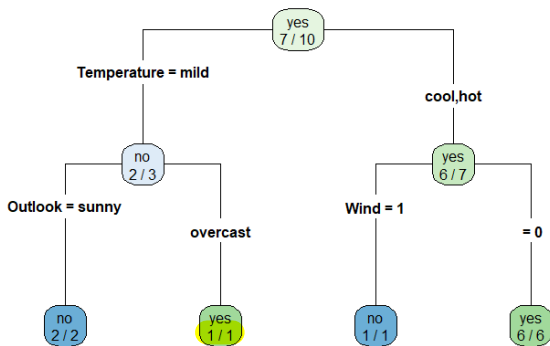 yes
7 / 10
Temperature = mild
cool,hot
no
2 / 3
yes
6 / 7
Outlook = sunny
overcast
Wind = 1
= 0
no
2 / 2
yes
1 / 1
no
1 / 1
yes
6 / 6